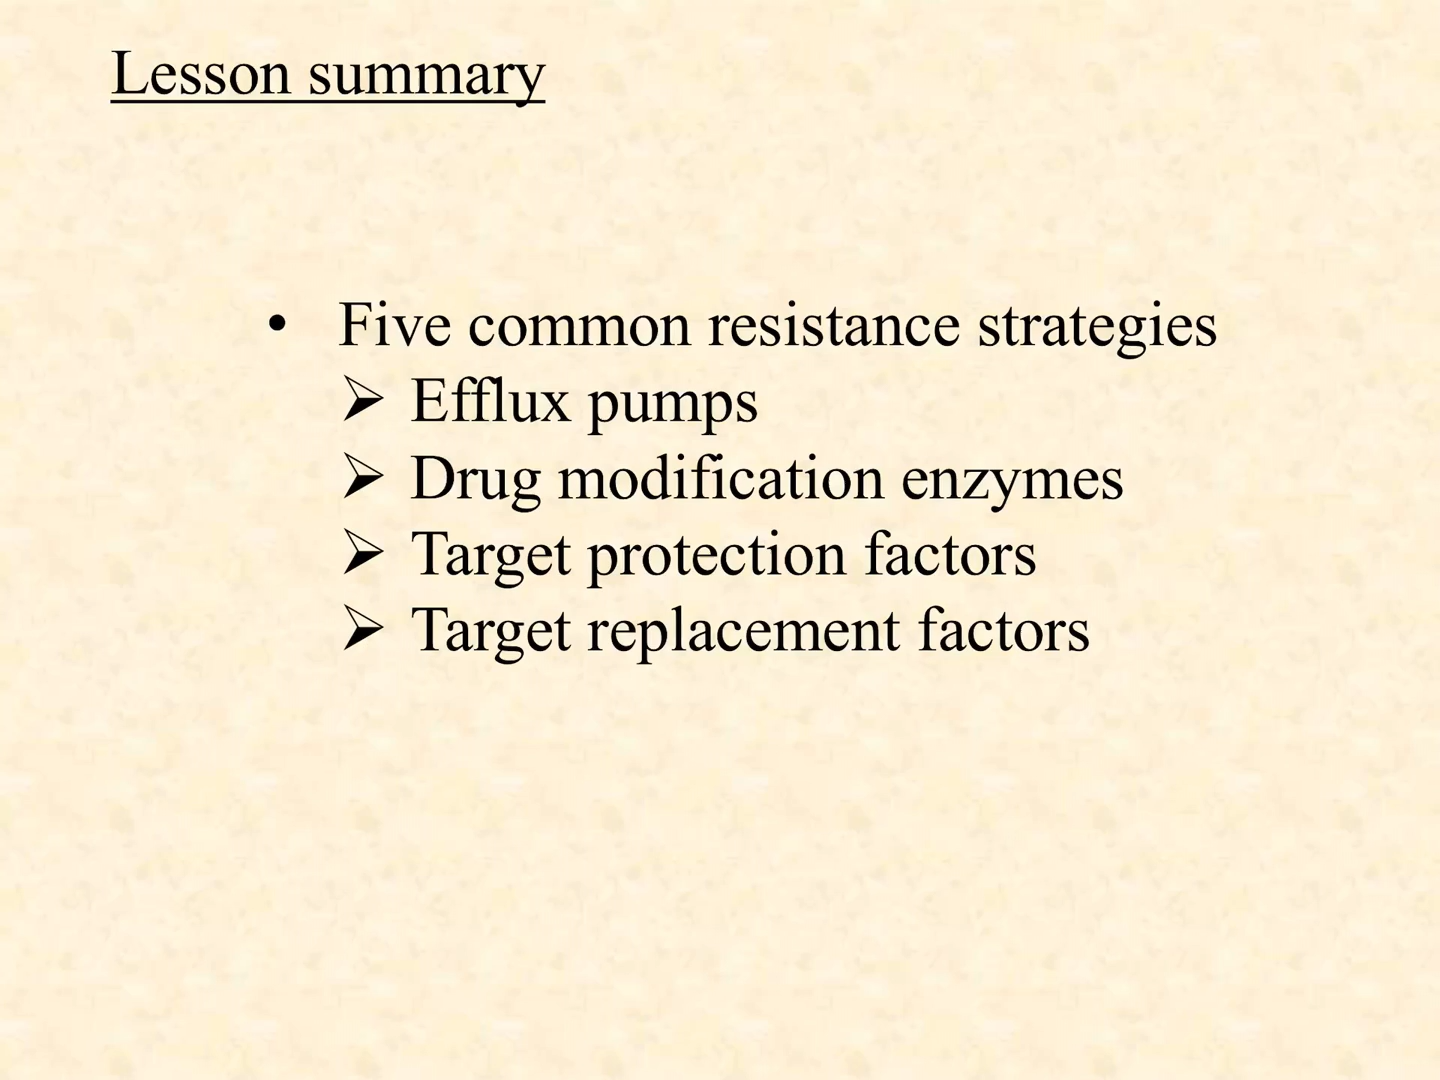 Lesson summary
• Five common resistance strategies
➢ Efflux pumps
➢ Drug modification enzymes
➢ Target protection factors
➢ Target replacement factors